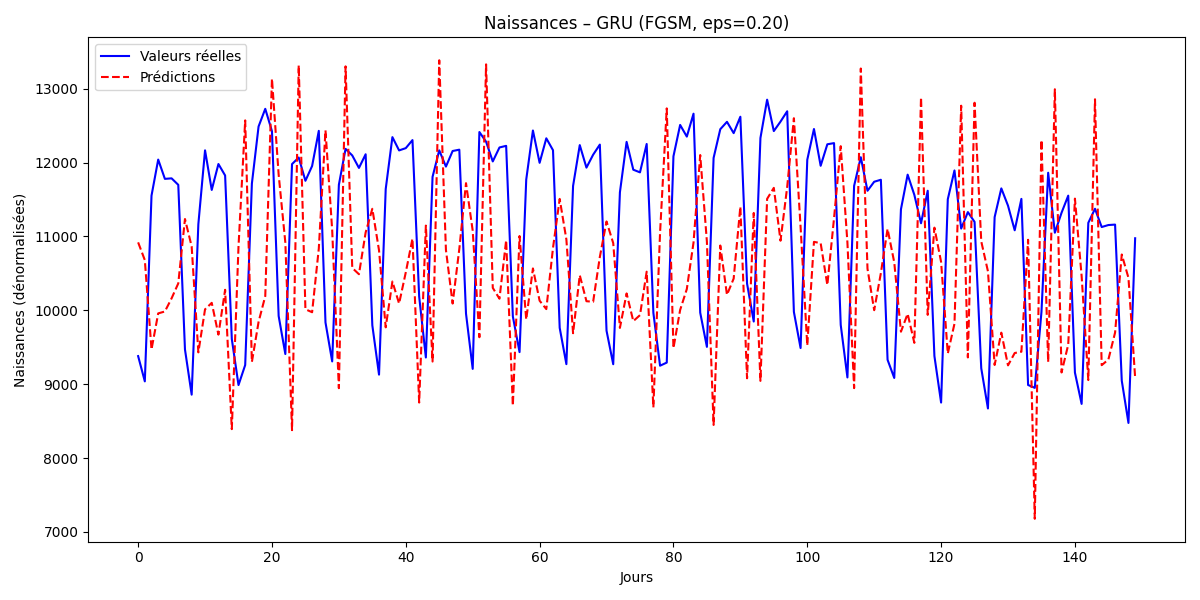 Naissances – GRU (FGSM, eps=0.20)
Valeurs réelles
Prédictions
Naissances (dénormalisées)
13000
12000
11000
10000
9000
8000
7000
0 20 40 60 80 100 120 140
Jours